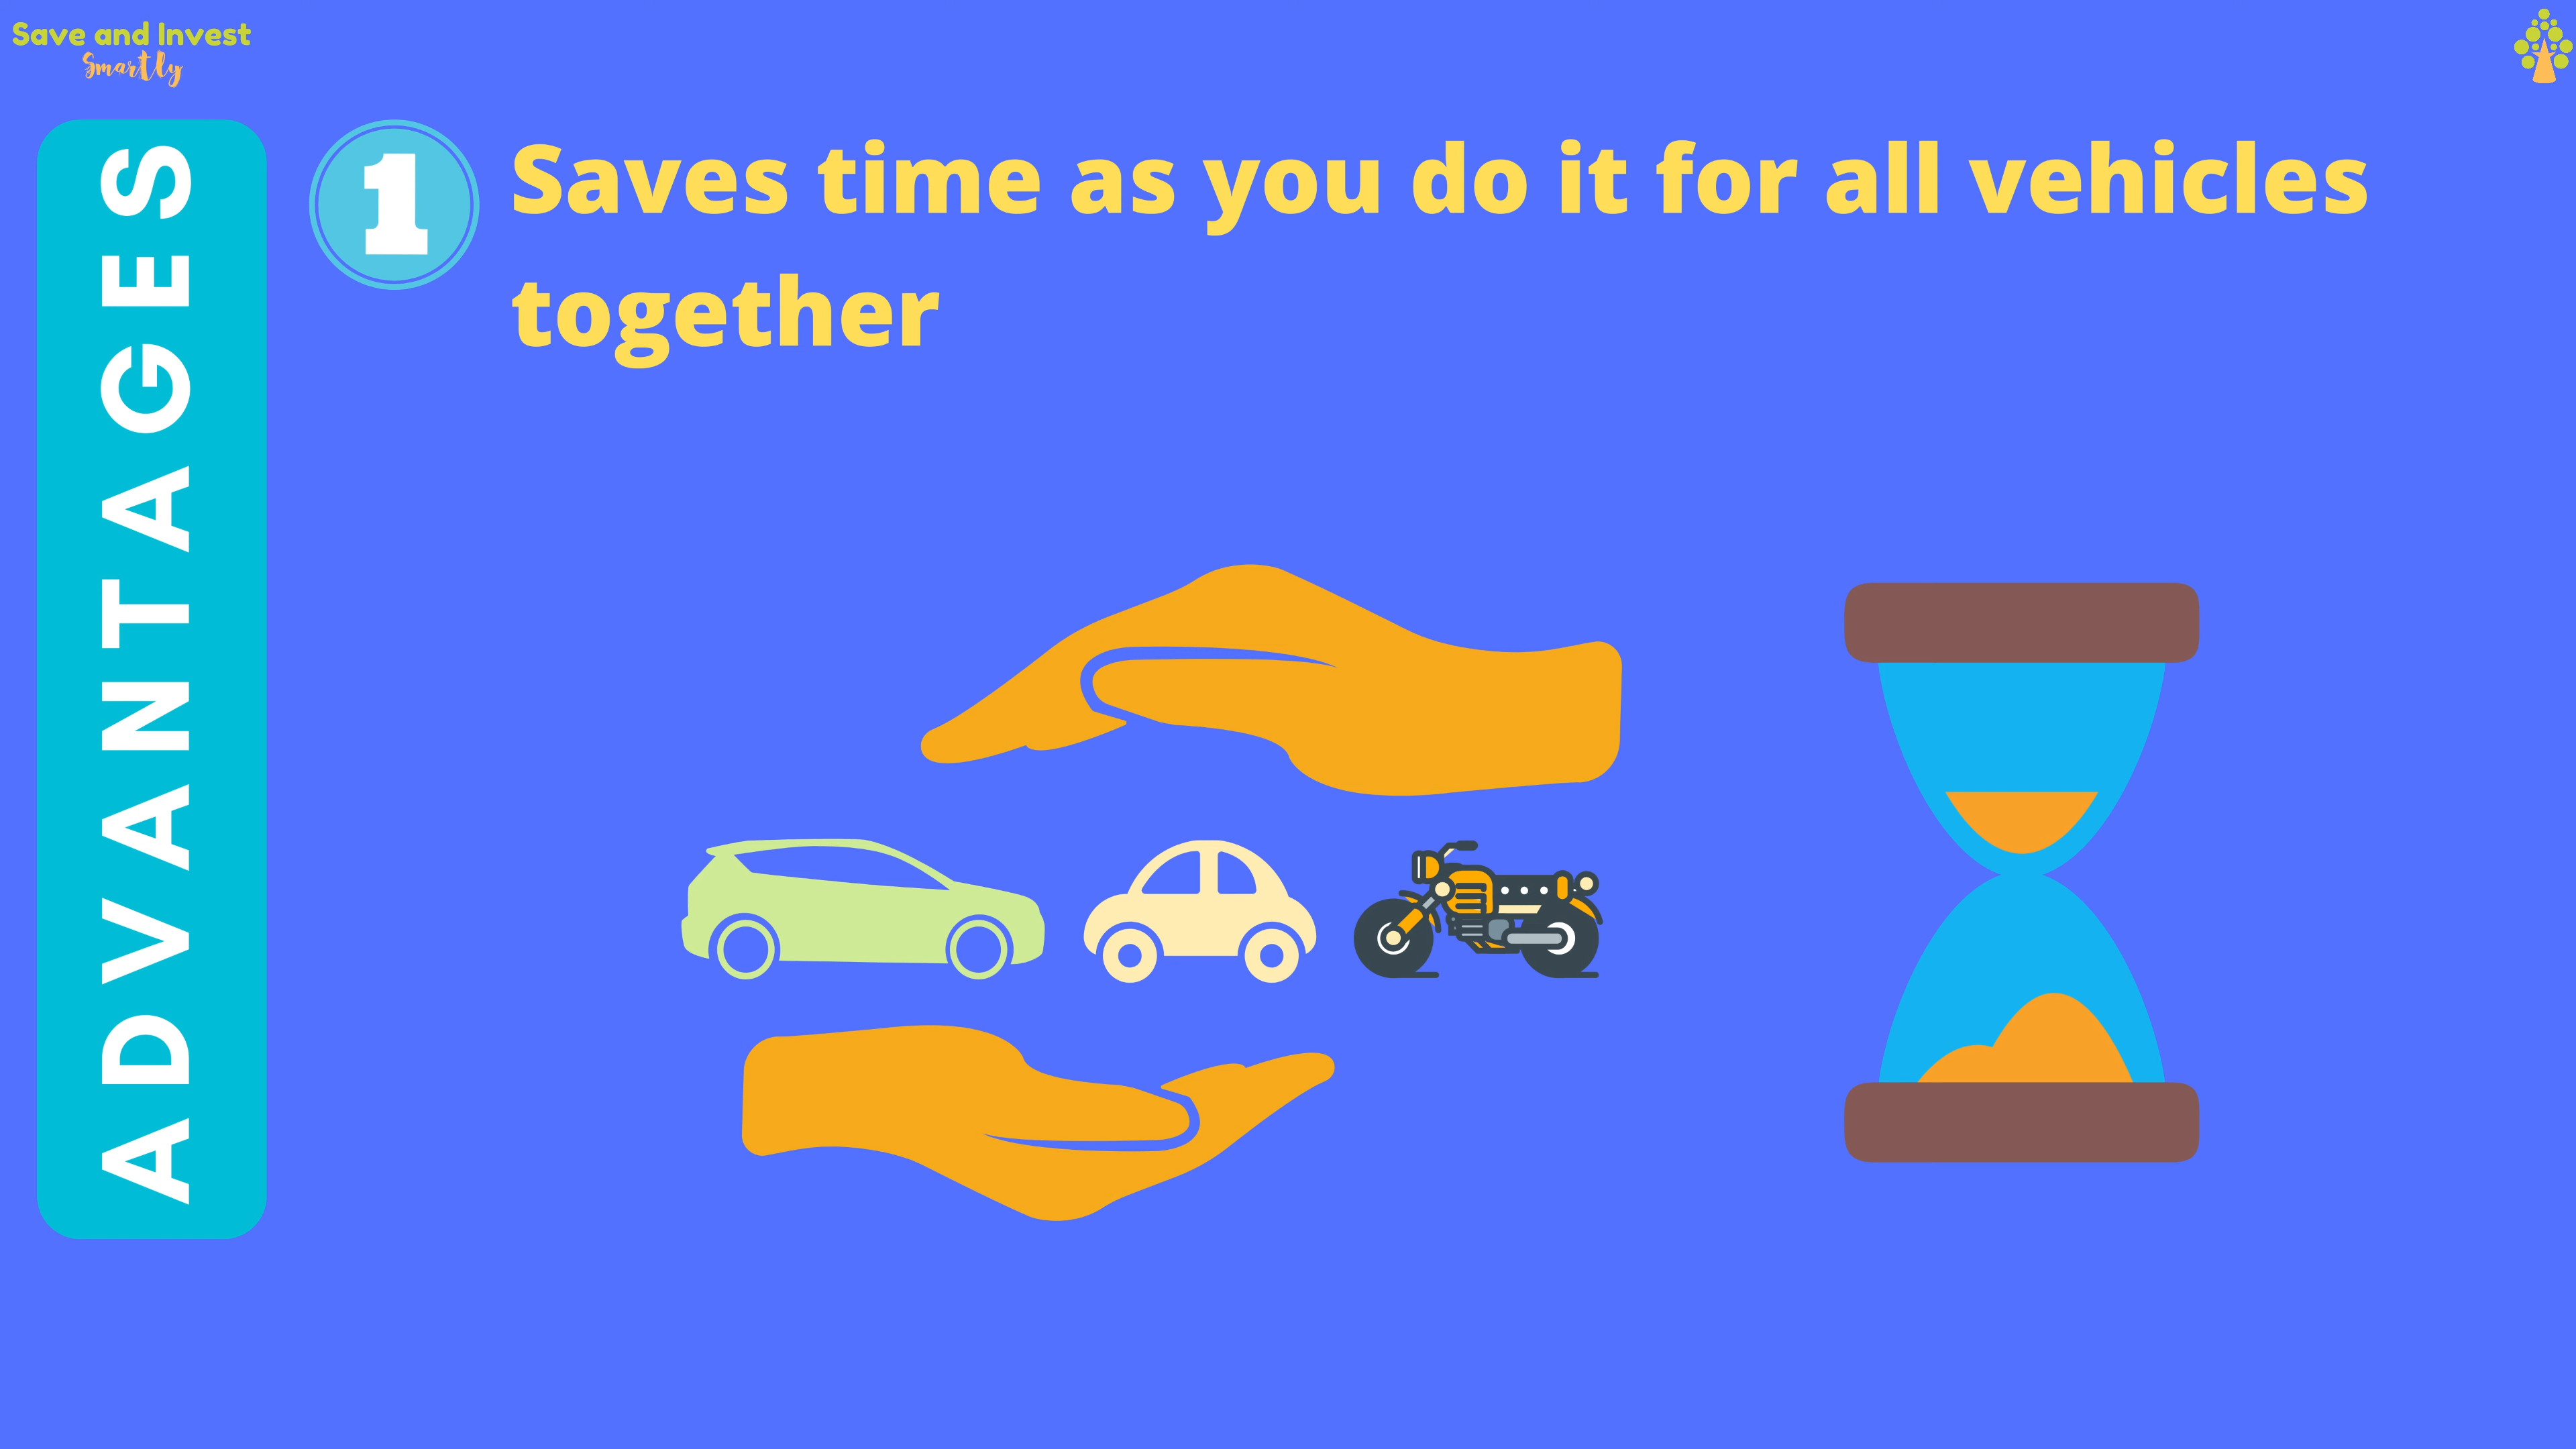 Save and Invest
Smartly
ADVANTAGES
1
Saves time as you do it for all vehicles
together